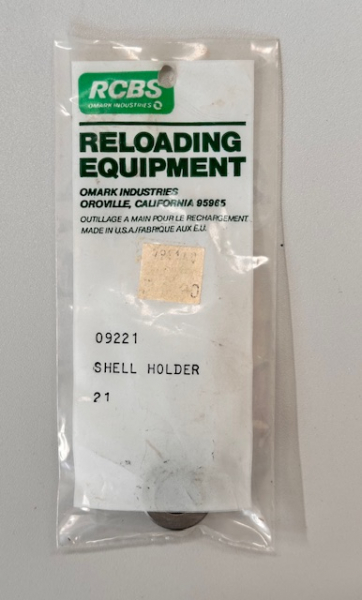 RCBS
OMARK INDUSTRIES
RELOADING
EQUIPMENT
OMARK INDUSTRIES
OROVILLE, CALIFORNIA 95965
OUTILLAGE A MAIN POUR LE RECHARGEMENT
MADE IN U.S.A./FABRIQUE AUX E.U.
09221
SHELL HOLDER
21